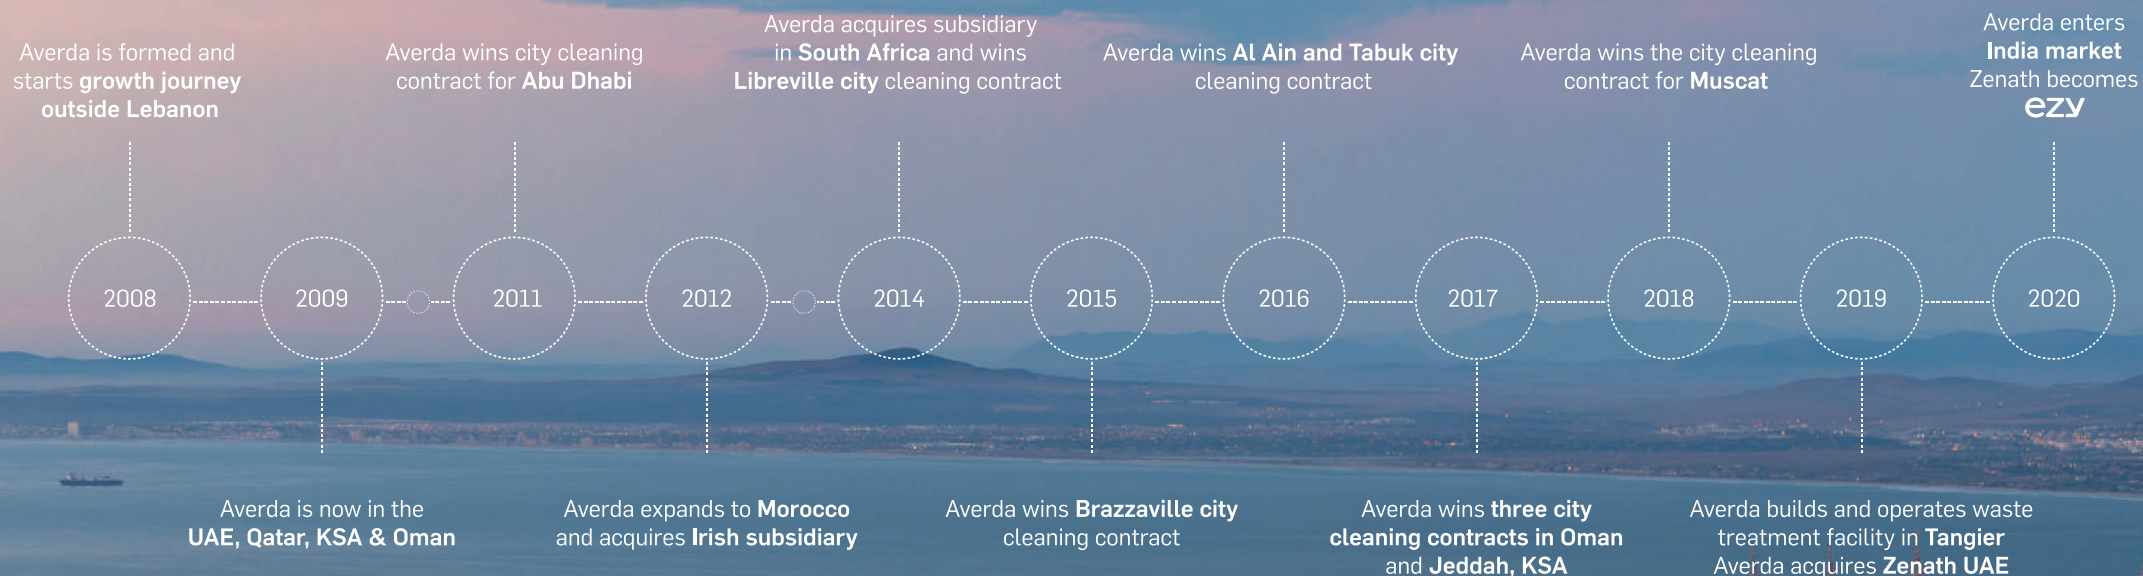 Averda is formed and
starts growth journey
outside Lebanon
Averda wins city cleaning
contract for Abu Dhabi
Averda acquires subsidiary
in South Africa and wins
Libreville city cleaning contract
Averda wins Al Ain and Tabuk city
cleaning contract
Averda wins the city cleaning
contract for Muscat
Averda enters
India market
Zenath becomes
ezy
2008
2009
2011
2012
2014
2015
2016
2017
2018
2019
2020
Averda is now in the
UAE, Qatar, KSA & Oman
Averda expands to Morocco
and acquires Irish subsidiary
Averda wins Brazzaville city
cleaning contract
Averda wins three city
cleaning contracts in Oman
and Jeddah, KSA
Averda builds and operates waste
treatment facility in Tangier
Averda acquires Zenath UAE